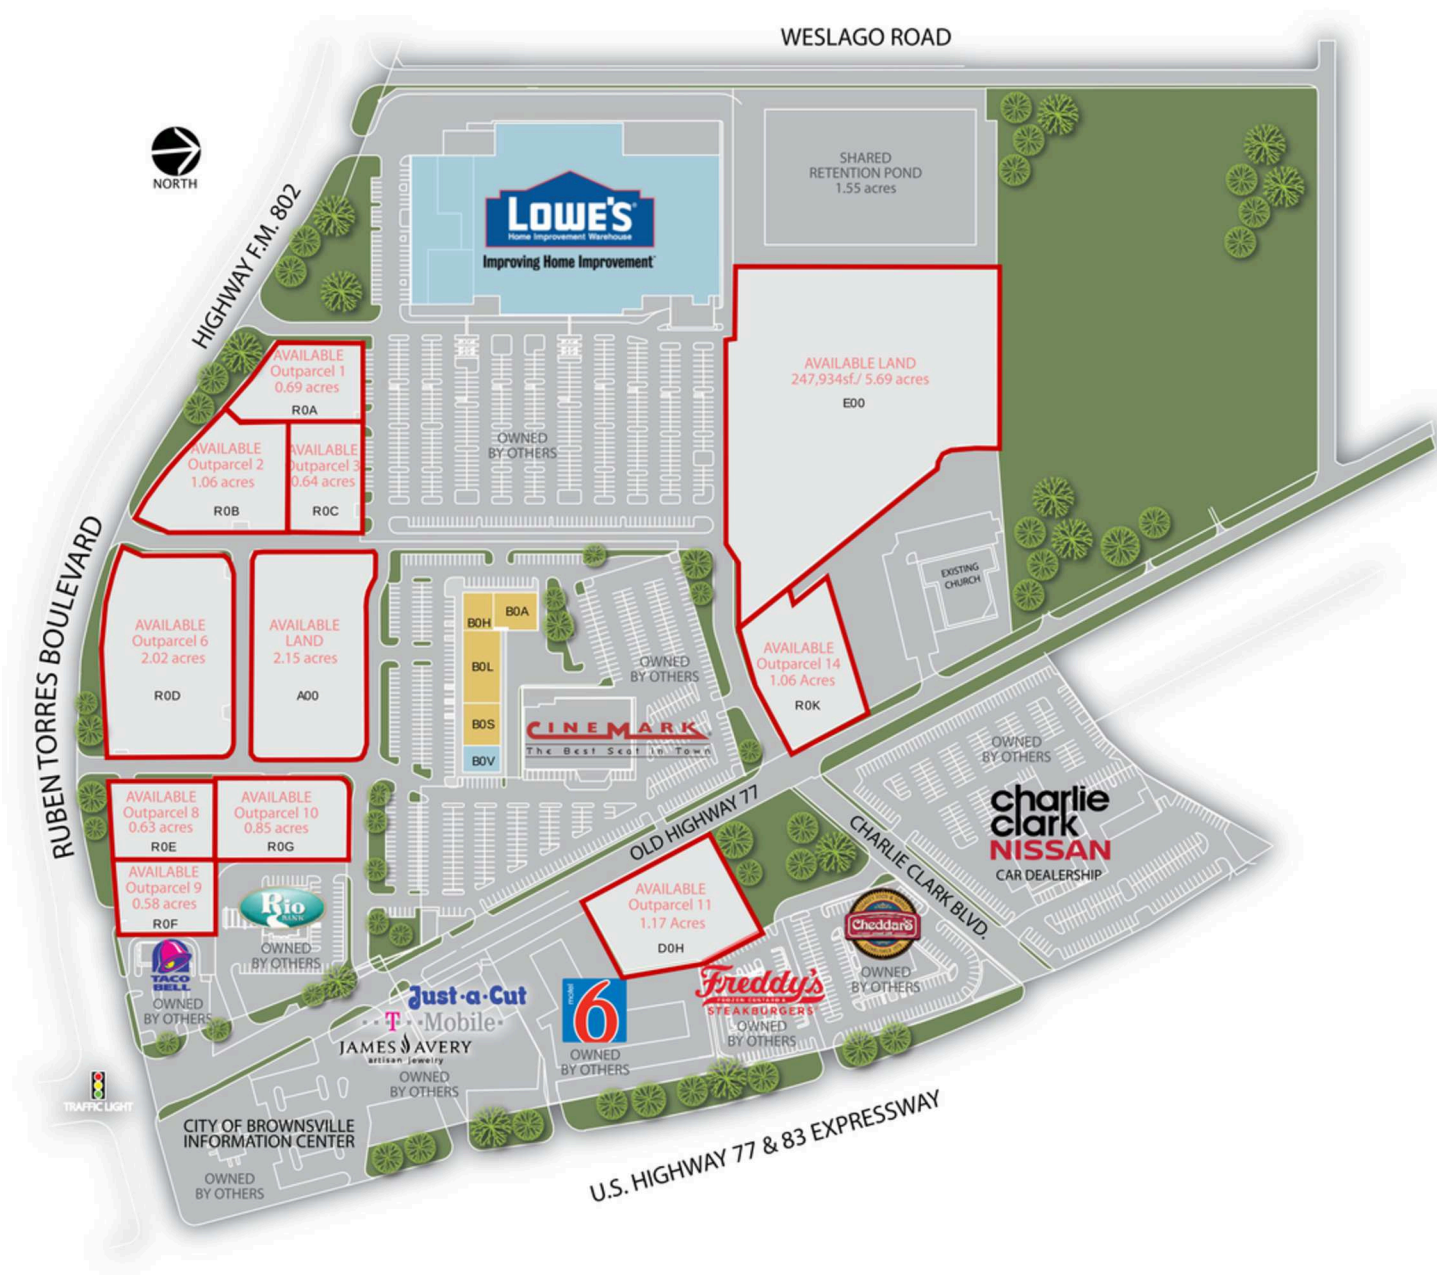 WESLAGO ROAD
NORTH
HIGHWAY F.M. 802
LOWE'S
Home Improvement Warehouse
Improving Home Improvement
SHARED
RETENTION POND
1.55 acres
AVAILABLE
Outparcel 1
0.69 acres
R0A
AVAILABLE
Outparcel 2
1.06 acres
R0B
AVAILABLE
Outparcel 3
0.64 acres
R0C
OWNED
BY OTHERS
AVAILABLE LAND
247,934sf./ 5.69 acres
E00
RUBEN TORRES BOULEVARD
AVAILABLE
Outparcel 6
2.02 acres
R0D
AVAILABLE
LAND
2.15 acres
A00
B0H
B0A
B0L
B0S
B0V
CINEMARK
The Best Seat in Town
OWNED
BY OTHERS
EXISTING
CHURCH
AVAILABLE
Outparcel 14
1.06 Acres
R0K
AVAILABLE
Outparcel 8
0.63 acres
R0E
AVAILABLE
Outparcel 10
0.85 acres
R0G
AVAILABLE
Outparcel 9
0.58 acres
R0F
Rio
BANK
OWNED
BY OTHERS
TACO
BELL
OWNED
BY OTHERS
OLD HIGHWAY 77
CHARLIE CLARK BLVD.
OWNED
BY OTHERS
charlie
clark
NISSAN
CAR DEALERSHIP
AVAILABLE
Outparcel 11
1.17 Acres
D0H
Cheddar's
OWNED
BY OTHERS
Freddy's
FROZEN CUSTARD &
STEAKBURGERS
OWNED
BY OTHERS
motel
6
OWNED
BY OTHERS
Just-a-Cut
T Mobile
JAMES AVERY
artisan jewelry
OWNED
BY OTHERS
TRAFFIC LIGHT
CITY OF BROWNSVILLE
INFORMATION CENTER
OWNED
BY OTHERS
U.S. HIGHWAY 77 & 83 EXPRESSWAY